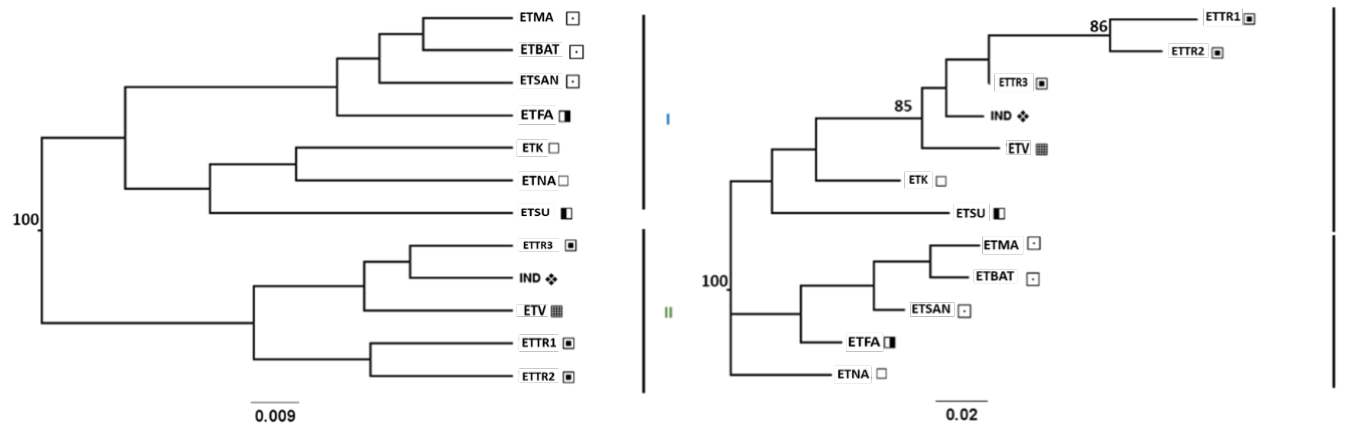 ETMA
ETBAT
ETSAN
ETFA
I
ETK
ETNA
ETSU
100
ETTR3
IND
ETV
II
ETTR1
ETTR2
0.009
ETTR1
86
ETTR2
ETTR3
85
IND
ETV
ETK
ETSU
ETMA
ETBAT
100
ETSAN
ETFA
ETNA
0.02